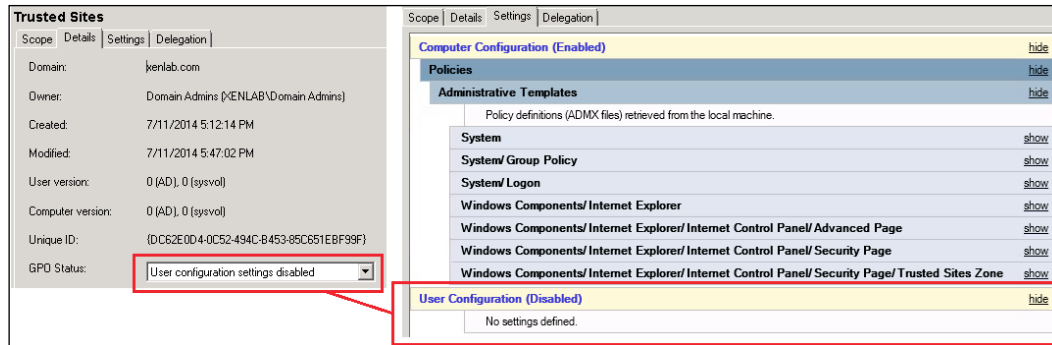 Trusted Sites
Scope Details Settings Delegation
Domain: xenlab.com
Owner: Domain Admins (XENLAB\Domain Admins)
Created: 7/11/2014 5:12:14 PM
Modified: 7/11/2014 5:47:02 PM
User version: 0 (AD), 0 (sysvol)
Computer version: 0 (AD), 0 (sysvol)
Unique ID: {DC62E0D4-0C52-494C-B453-85C651EBF99F}
GPO Status: User configuration settings disabled
Scope Details Settings Delegation
Computer Configuration (Enabled) hide
Policies hide
Administrative Templates hide
Policy definitions (ADMX files) retrieved from the local machine.
System show
System/Group Policy show
System/Logon show
Windows Components/Internet Explorer show
Windows Components/Internet Explorer/Internet Control Panel/Advanced Page show
Windows Components/Internet Explorer/Internet Control Panel/Security Page show
Windows Components/Internet Explorer/Internet Control Panel/Security Page/Trusted Sites Zone show
User Configuration (Disabled) hide
No settings defined.